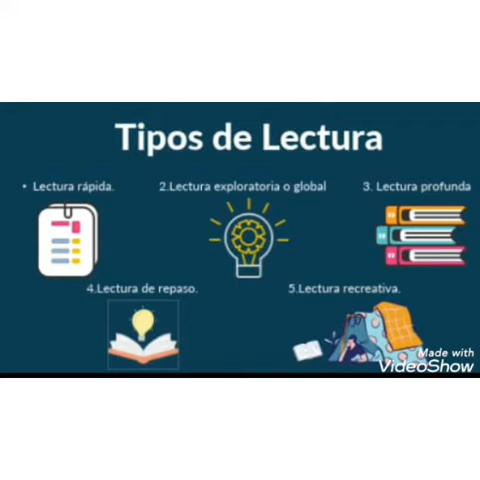 Tipos de Lectura
• Lectura rápida.
2.Lectura exploratoria o global
3. Lectura profunda
4.Lectura de repaso.
5.Lectura recreativa.
Made with
VideoShow